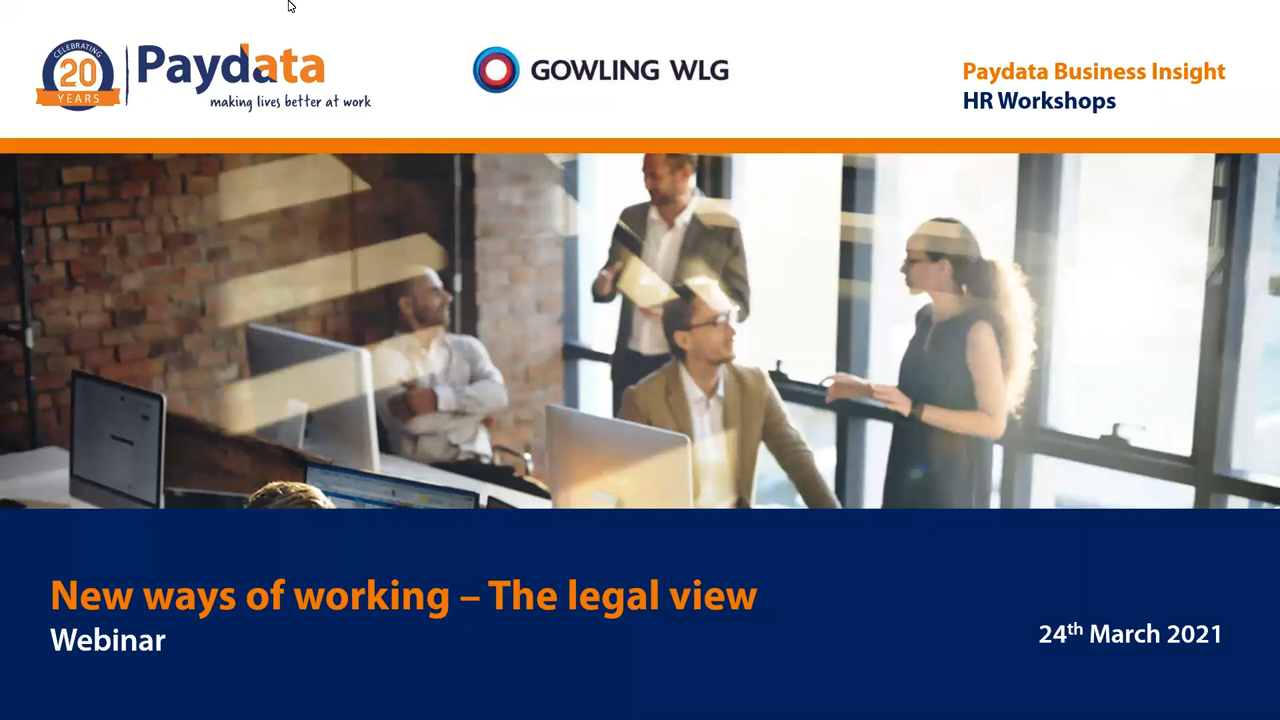 CELEBRATING
20
YEARS
Paydata
making lives better at work
GOWLING WLG
Paydata Business Insight
HR Workshops
New ways of working – The legal view
Webinar
24th March 2021